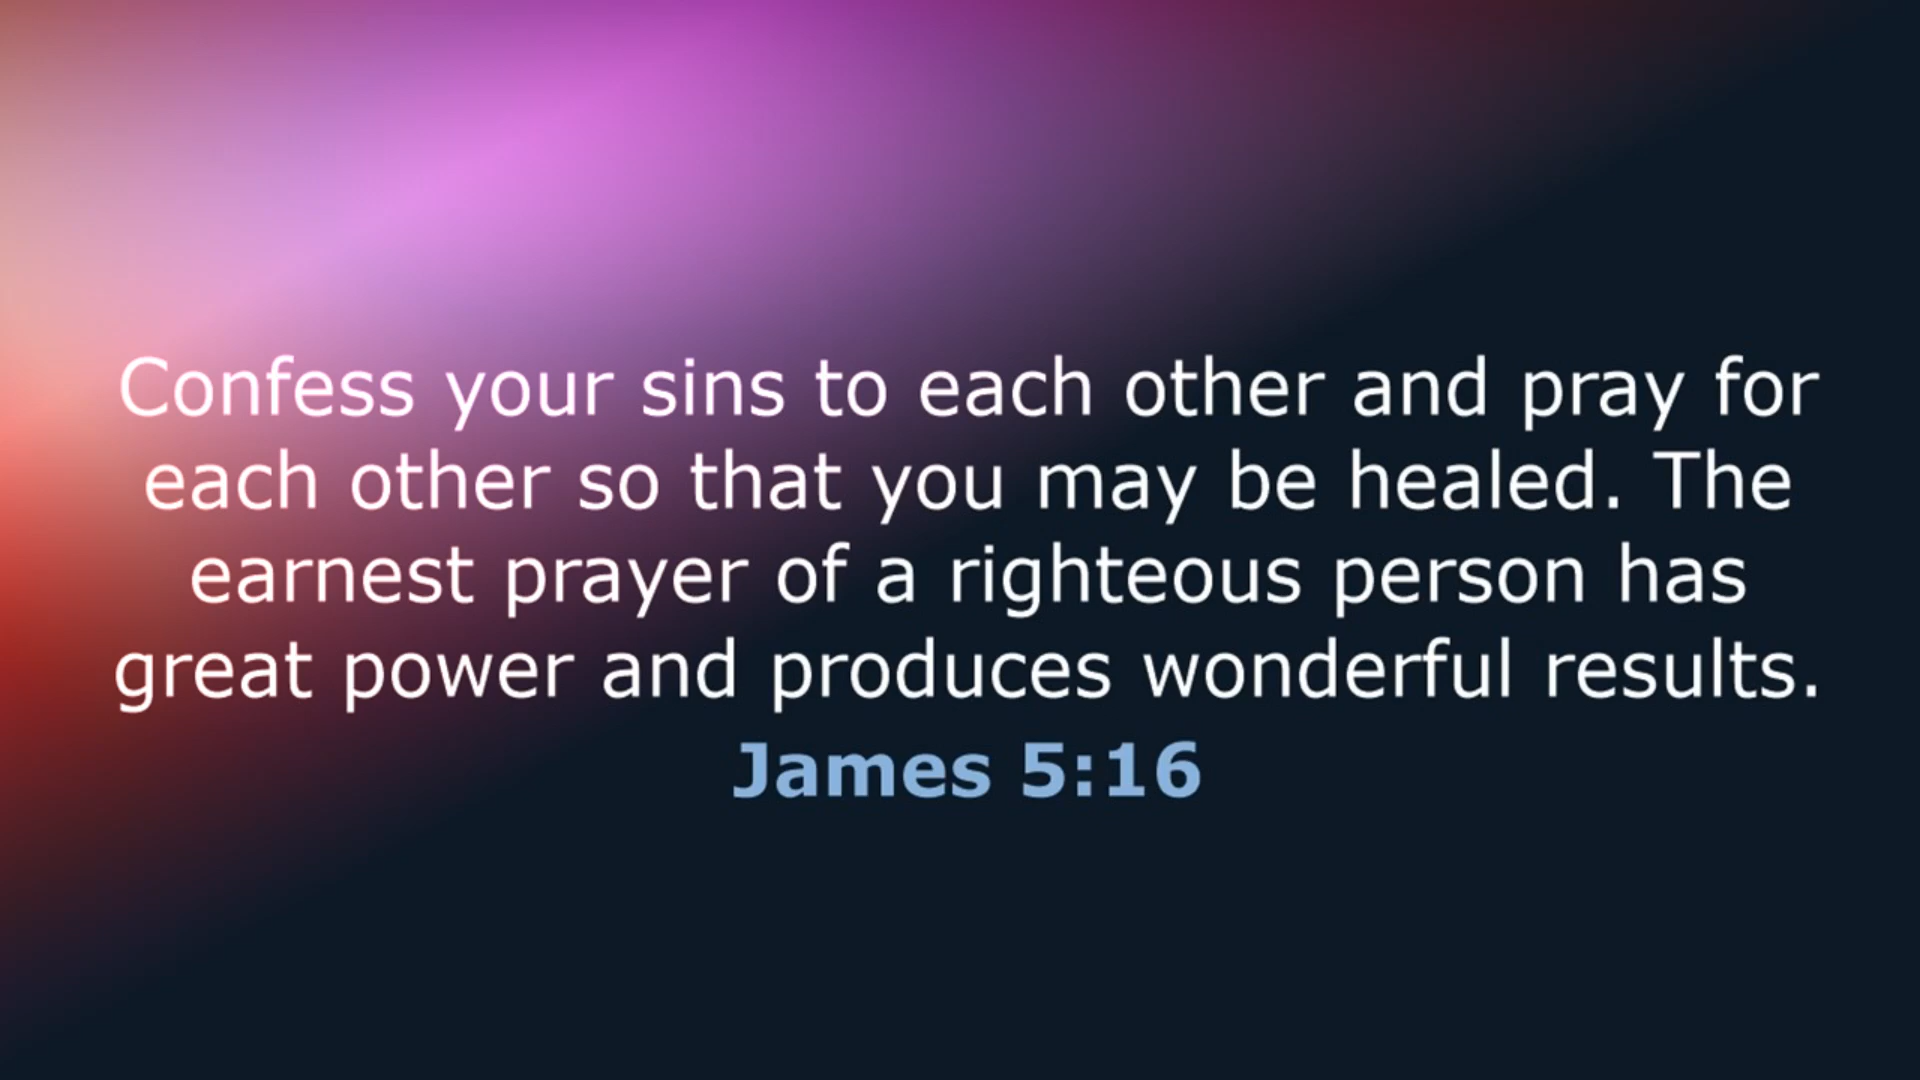 Confess your sins to each other and pray for
each other so that you may be healed. The
earnest prayer of a righteous person has
great power and produces wonderful results.
James 5:16